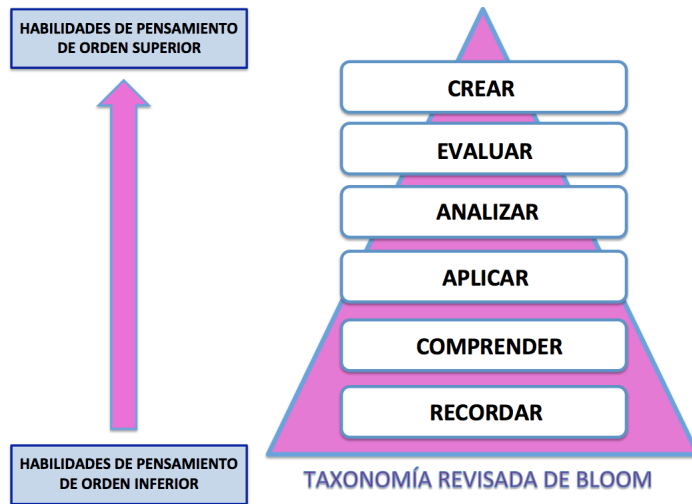 HABILIDADES DE PENSAMIENTO
DE ORDEN SUPERIOR
CREAR
EVALUAR
ANALIZAR
APLICAR
COMPRENDER
RECORDAR
HABILIDADES DE PENSAMIENTO
DE ORDEN INFERIOR
TAXONOMÍA REVISADA DE BLOOM